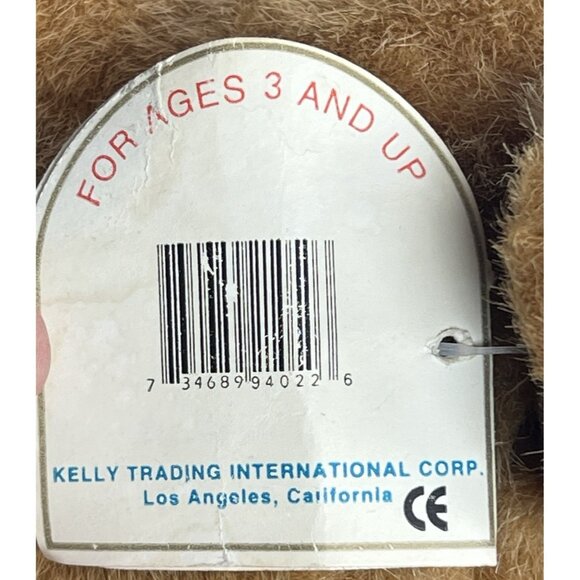 FOR AGES 3 AND UP
7 34689 94022 6
KELLY TRADING INTERNATIONAL CORP.
Los Angeles, California CE